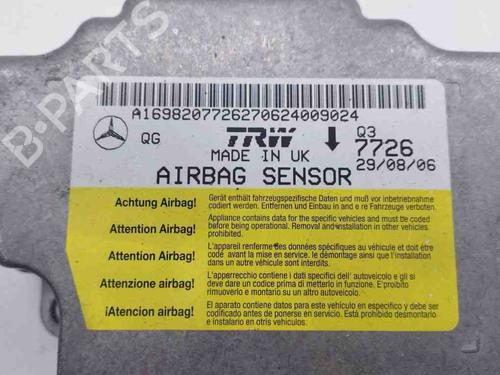 B-PARTS
A1698207726270624009024
QG
TRW
Q3
7726
MADE IN UK
29/08/06
AIRBAG SENSOR
Achtung Airbag! Gerät enthält fahrzeugspezifische Daten und muß vor inbetriebnahme
codiert werden. Entfernen und Einbau in and e re Fahrzeuge verboten.
Attention Airbag! Appliance contains data for the specific vehicles and must be coded
before being operational. Removal and installation in other vehicles
prohibited.
Attention Airbag! L'appareil renferme des données spécifiques au véhicule et doit être codé
avant la mise en service. le démontage ainsi que l'installation
dans un autre véhicule sont interdits.
Attenzione airbag! L'apparecchio contiene i dati specifici dell' autoveicolo e gli si
deve dare un codice prima di metterlo in funzione. E'proibito
rimuoverlo e montarlo su un altro autoveicolo.
¡Atencion airbag! El aparato contiene datos para este vehiculo en especifico y debe ser
codificado antes de ponerse en servicio. Está prohibido desmontarlo
e instalarlo en otros vehiculos.